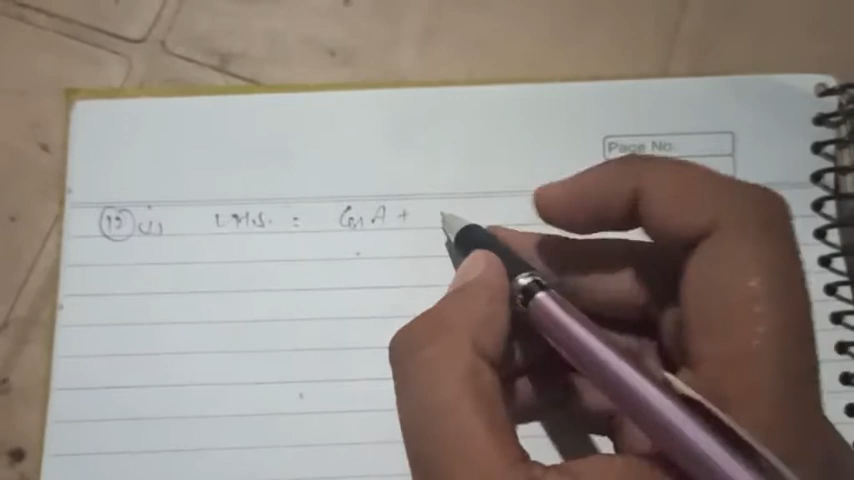 Page No.
(15) (i) L.H.S. = Cos A +